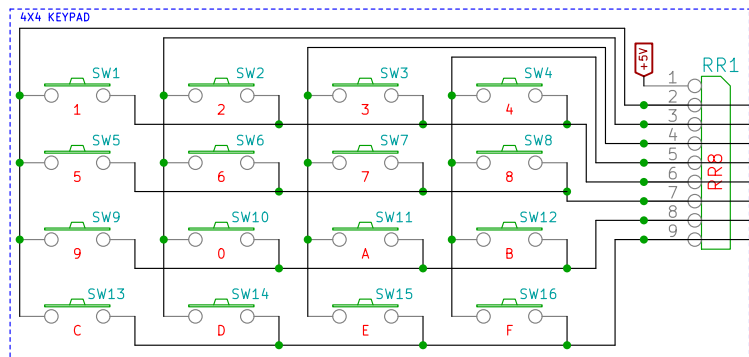 4X4 KEYPAD
+5V
RR1
SW1 SW2 SW3 SW4
1 2 3 4
SW5 SW6 SW7 SW8
5 6 7 8
SW9 SW10 SW11 SW12
9 0 A B
SW13 SW14 SW15 SW16
C D E F
1
2
3
4
5
6
7
8
9
RR8